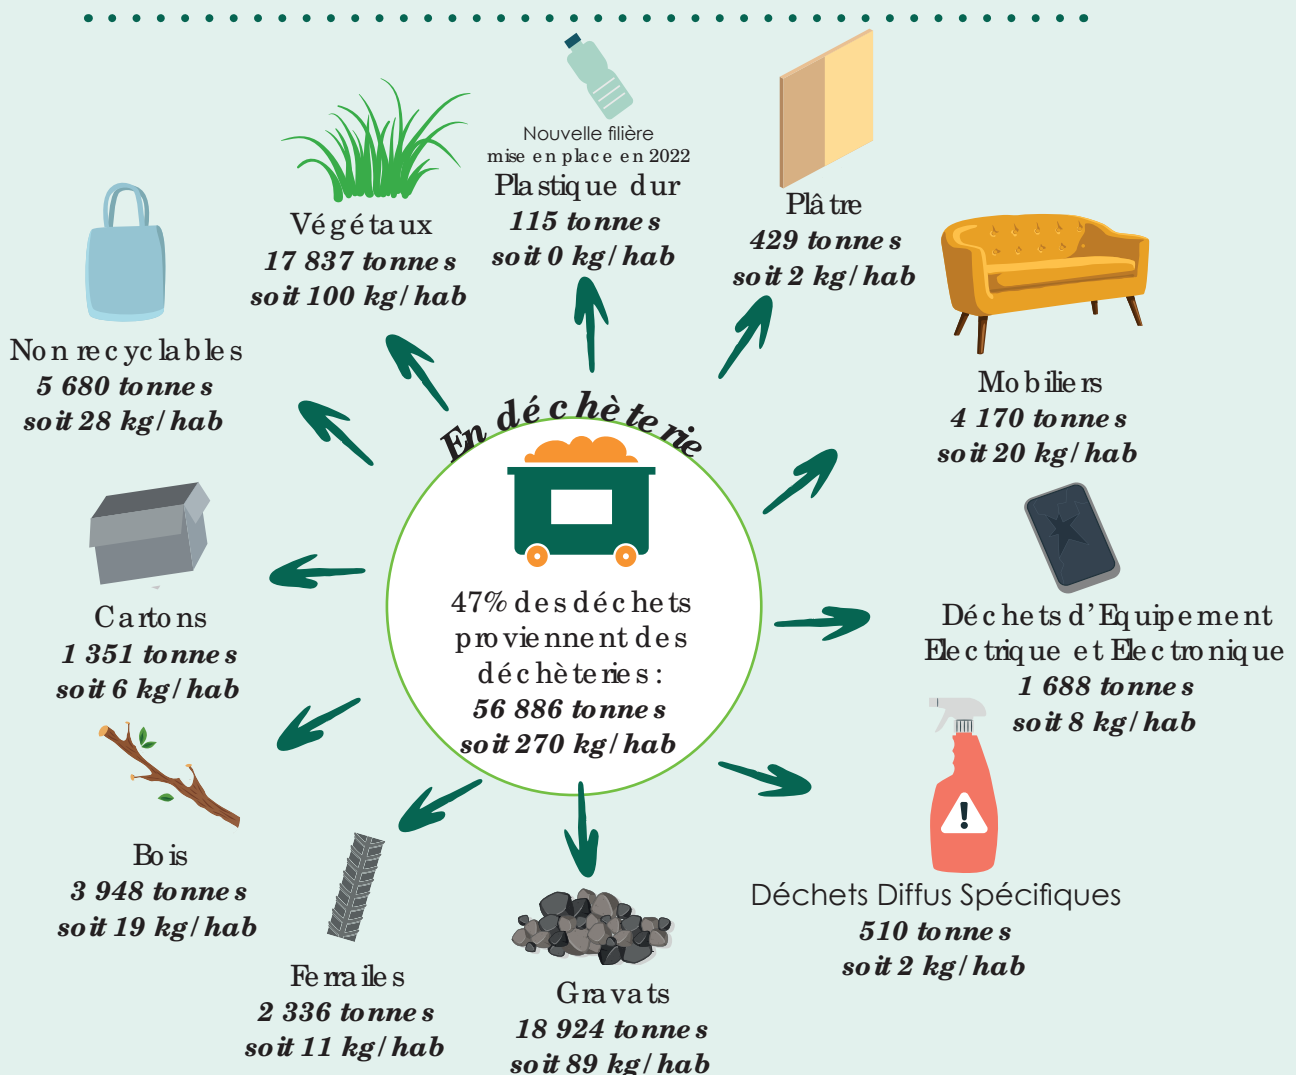 Nouvelle filière
mise en place en 2022
Plastique dur
115 tonnes
soit 0 kg/hab
Plâtre
429 tonnes
soit 2 kg/hab
Végétaux
17 837 tonnes
soit 100 kg/hab
Non recyclables
5 680 tonnes
soit 28 kg/hab
Mobiliers
4 170 tonnes
soit 20 kg/hab
En déchèterie
47% des déchets
proviennent des
déchèteries :
56 886 tonnes
soit 270 kg/hab
Cartons
1 351 tonnes
soit 6 kg/hab
Déchets d'Equipement
Electrique et Electronique
1 688 tonnes
soit 8 kg/hab
Bois
3 948 tonnes
soit 19 kg/hab
Déchets Diffus Spécifiques
510 tonnes
soit 2 kg/hab
Ferrailes
2 336 tonnes
soit 11 kg/hab
Gravats
18 924 tonnes
soit 89 kg/hab